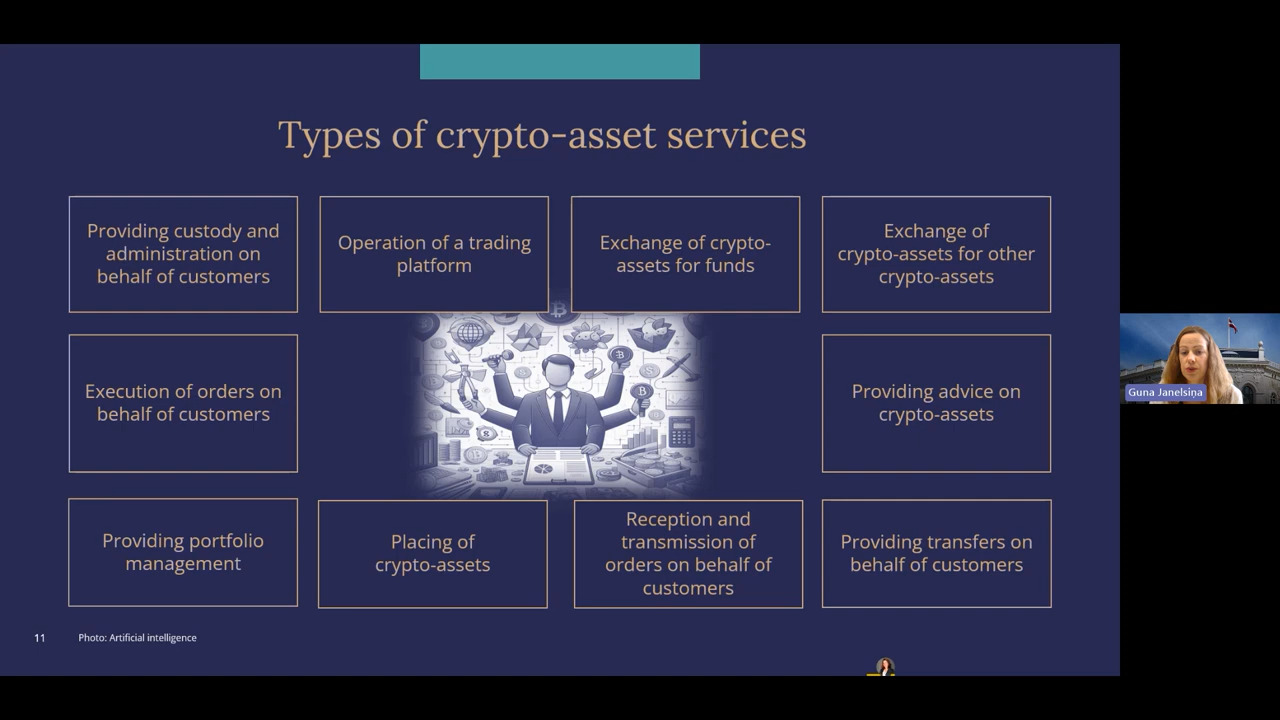 Types of crypto-asset services
Providing custody and
administration on
behalf of customers
Operation of a trading
platform
Exchange of crypto-
assets for funds
Exchange of
crypto-assets for other
crypto-assets
Execution of orders on
behalf of customers
Providing advice on
crypto-assets
Providing portfolio
management
Placing of
crypto-assets
Reception and
transmission of
orders on behalf of
customers
Providing transfers on
behalf of customers
11
Photo: Artificial intelligence
Guna Janelsiņa